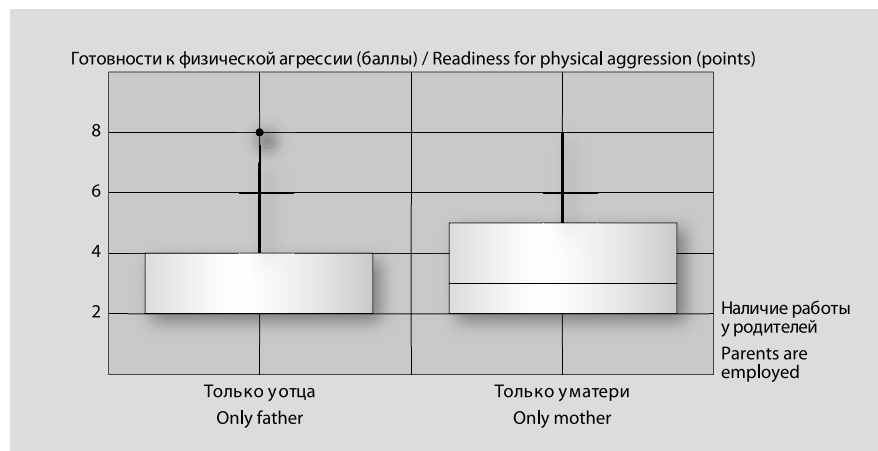 Готовности к физической агрессии (баллы) / Readiness for physical aggression (points)
8
6
4
2
Наличие работы
у родителей
Parents are
employed
Только у отца
Only father
Только у матери
Only mother